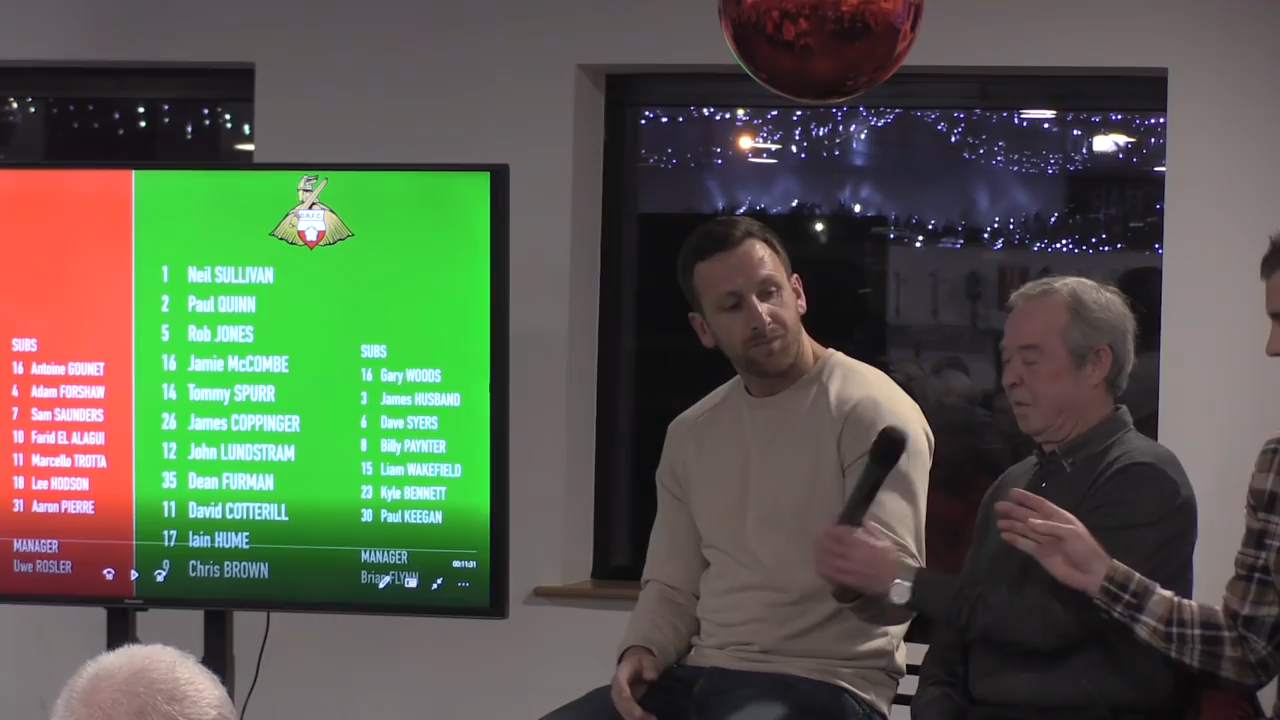 SUBS
16 Antoine GOUNET
4 Adam FORSHAW
7 Sam SAUNDERS
10 Farid EL ALAGUI
11 Marcello TROTTA
18 Lee HODSON
31 Aaron PIERRE
MANAGER
Uwe ROSLER
D.R.F.C.
1 Neil SULLIVAN
2 Paul QUINN
5 Rob JONES
16 Jamie McCOMBE
14 Tommy SPURR
26 James COPPINGER
12 John LUNDSTRAM
35 Dean FURMAN
11 David COTTERILL
17 Iain HUME
9 Chris BROWN
SUBS
16 Gary WOODS
3 James HUSBAND
6 Dave SYERS
8 Billy PAYNTER
15 Liam WAKEFIELD
23 Kyle BENNETT
30 Paul KEEGAN
MANAGER
Brian FLYNN
00:11:31